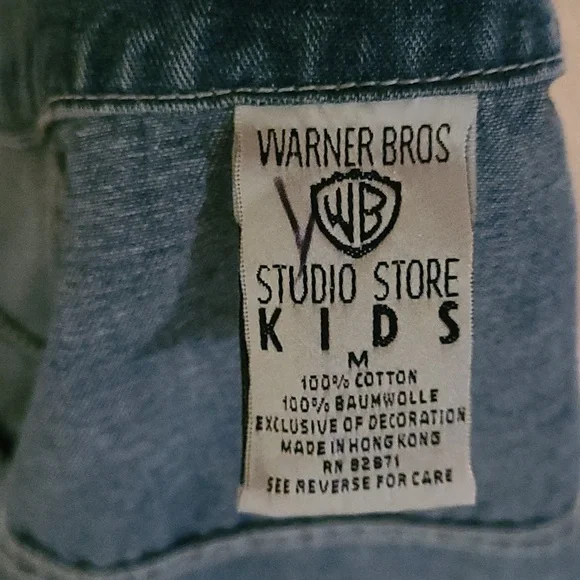 WARNER BROS
WB
STUDIO STORE
KIDS
M
100% COTTON
100% BAUMWOLLE
EXCLUSIVE OF DECORATION
MADE IN HONG KONG
RN 92871
SEE REVERSE FOR CARE